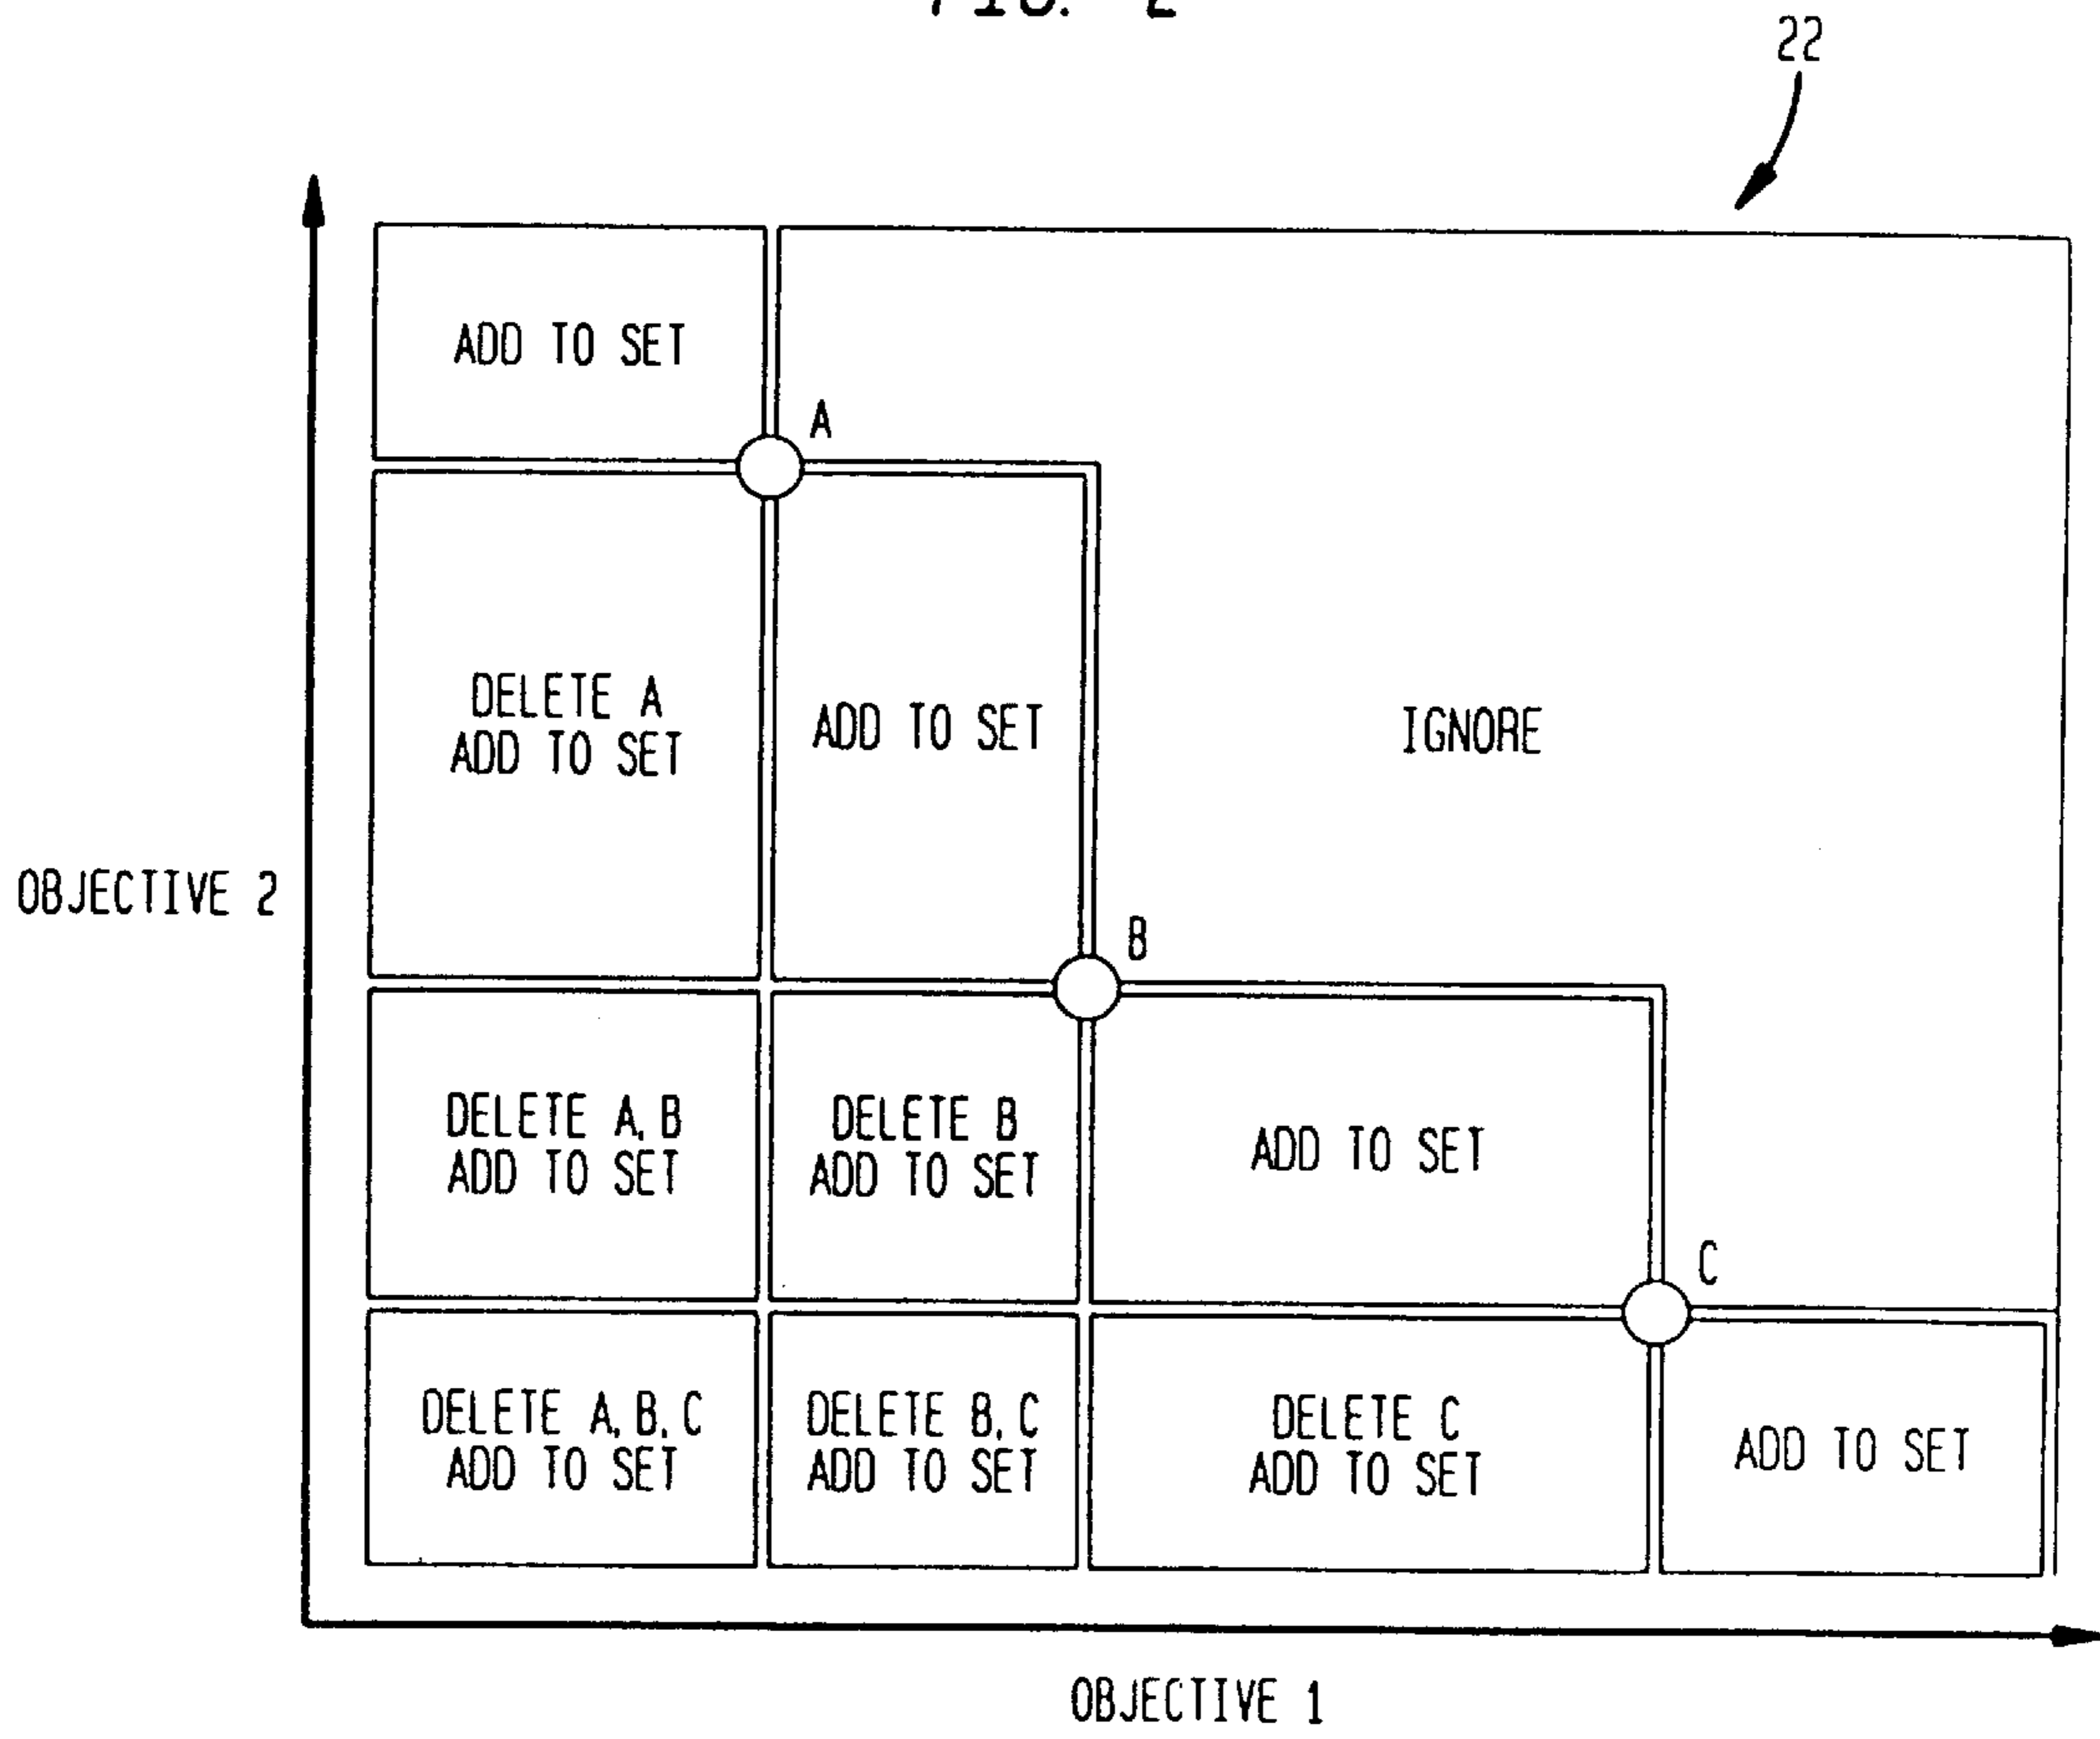 FIG. 2
22
ADD TO SET
A
DELETE A
ADD TO SET
ADD TO SET
IGNORE
OBJECTIVE 2
B
DELETE A,B
ADD TO SET
DELETE B
ADD TO SET
ADD TO SET
C
DELETE A,B,C
ADD TO SET
DELETE B,C
ADD TO SET
DELETE C
ADD TO SET
ADD TO SET
OBJECTIVE 1